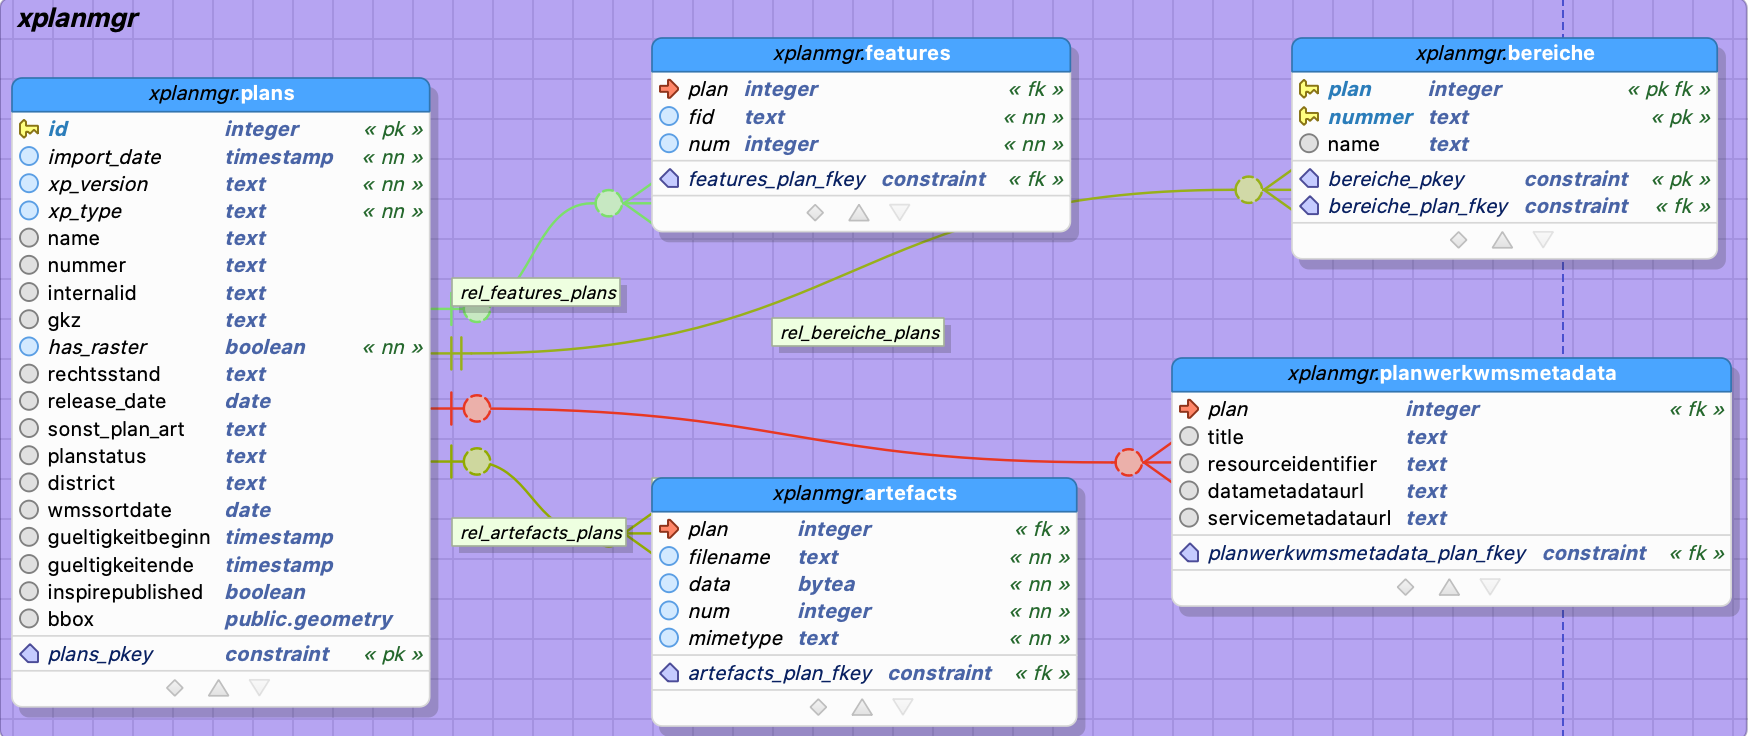 xplanmgr
xplanmgr.plans
id integer « pk »
import_date timestamp « nn »
xp_version text « nn »
xp_type text « nn »
name text
nummer text
internalid text
gkz text
has_raster boolean « nn »
rechtsstand text
release_date date
sonst_plan_art text
planstatus text
district text
wmssortdate date
gueltigkeitbeginn timestamp
gueltigkeitende timestamp
inspirepublished boolean
bbox public.geometry
plans_pkey constraint « pk »
xplanmgr.features
plan integer « fk »
fid text « nn »
num integer « nn »
features_plan_fkey constraint « fk »
rel_features_plans
rel_bereiche_plans
rel_artefacts_plans
xplanmgr.artefacts
plan integer « fk »
filename text « nn »
data bytea « nn »
num integer « nn »
mimetype text « nn »
artefacts_plan_fkey constraint « fk »
xplanmgr.bereiche
plan integer « pk fk »
nummer text « pk »
name text
bereiche_pkey constraint « pk »
bereiche_plan_fkey constraint « fk »
xplanmgr.planwerkwmsmetadata
plan integer « fk »
title text
resourceidentifier text
datametadataurl text
servicemetadataurl text
planwerkwmsmetadata_plan_fkey constraint « fk »